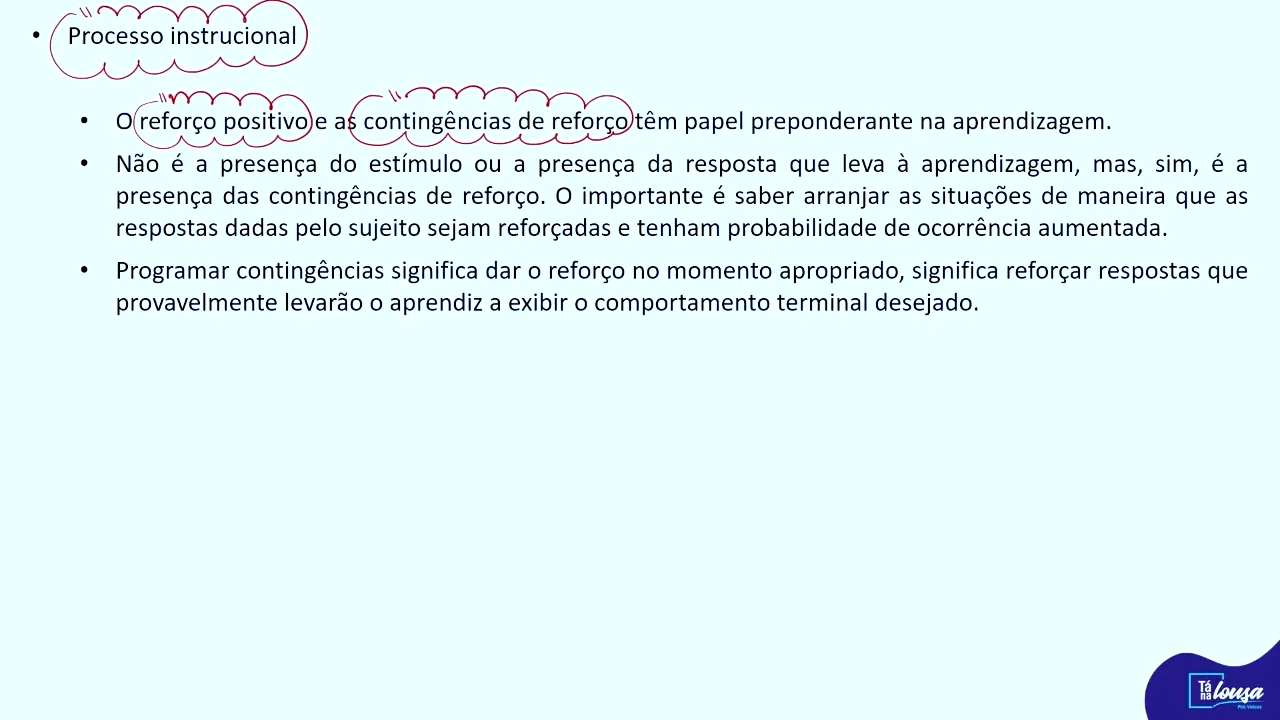 • Processo instrucional
• O reforço positivo e as contingências de reforço têm papel preponderante na aprendizagem.
• Não é a presença do estímulo ou a presença da resposta que leva à aprendizagem, mas, sim, é a
presença das contingências de reforço. O importante é saber arranjar as situações de maneira que as
respostas dadas pelo sujeito sejam reforçadas e tenham probabilidade de ocorrência aumentada.
• Programar contingências significa dar o reforço no momento apropriado, significa reforçar respostas que
provavelmente levarão o aprendiz a exibir o comportamento terminal desejado.
Tá na lousa
Prof.